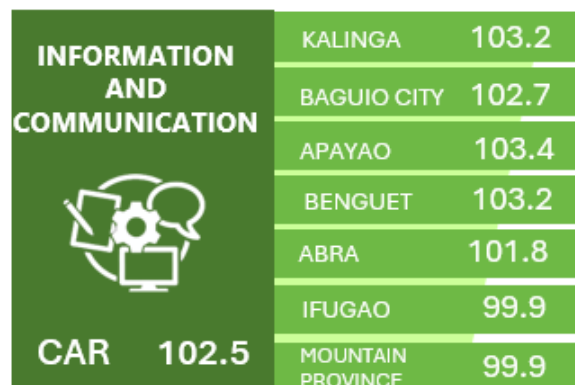 INFORMATION
AND
COMMUNICATION
CAR 102.5
KALINGA 103.2
BAGUIO CITY 102.7
APAYAO 103.4
BENGUET 103.2
ABRA 101.8
IFUGAO 99.9
MOUNTAIN
PROVINCE 99.9